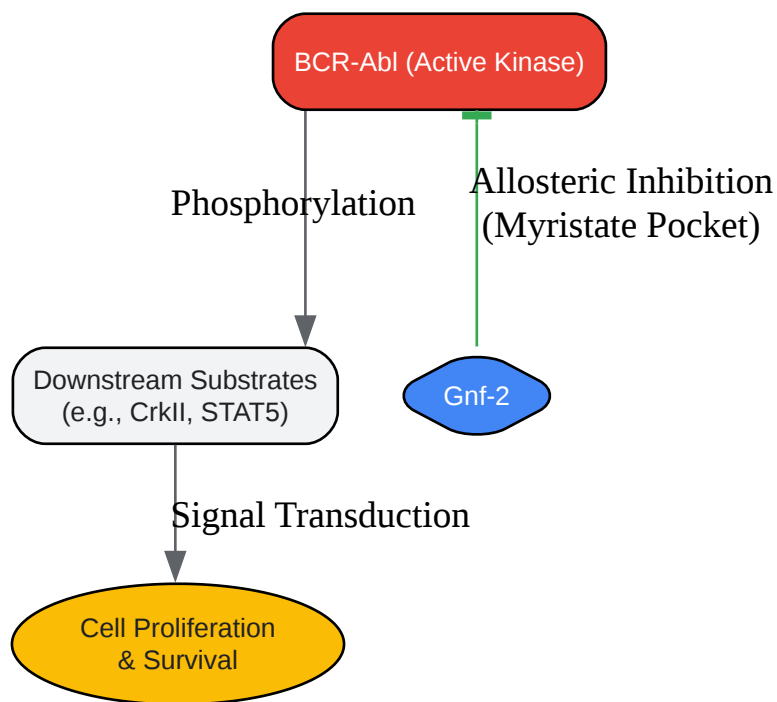 BCR-Abl (Active Kinase)
Phosphorylation
Allosteric Inhibition
(Myristate Pocket)
Downstream Substrates
(e.g., CrkII, STAT5)
Gnf-2
Signal Transduction
Cell Proliferation
& Survival